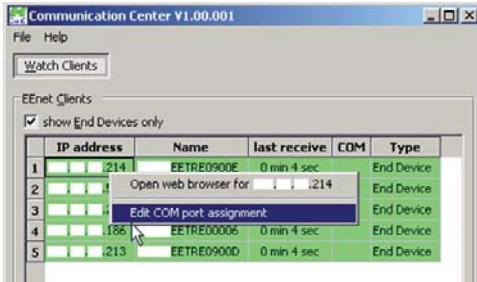 Communication Center V1.00.001
File Help
Watch Clients
EEnet Clients
show End Devices only
IP address Name last receive COM Type
1 .214 EETRE0900E 0 min 4 sec End Device
2 End Device
Open web browser for . . .214
3 End Device
Edit COM port assignment
4 .186 EETRE00006 0 min 4 sec End Device
5 .213 EETRE0900D 0 min 4 sec End Device